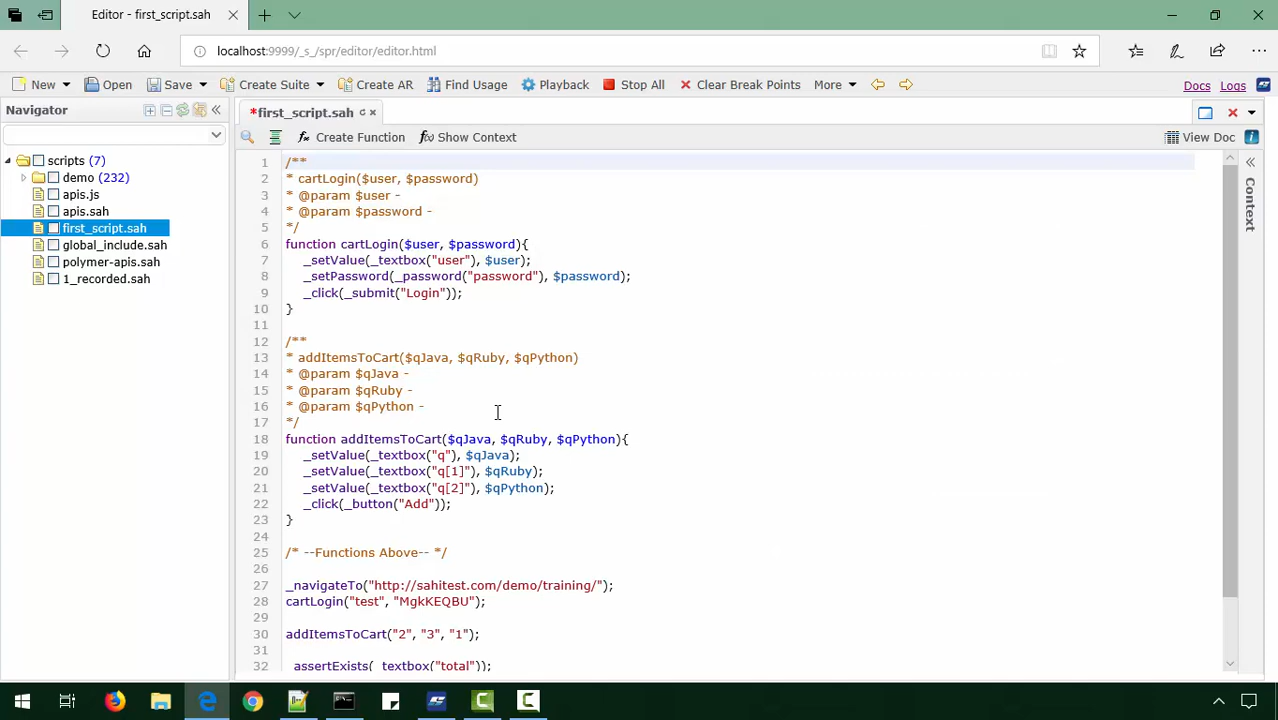 Editor - first_script.sah
localhost:9999/_s_/spr/editor/editor.html
New Open Save Create Suite Create AR Find Usage Playback Stop All Clear Break Points More Docs Logs
Navigator
*first_script.sah
Create Function Show Context View Doc
scripts (7)
demo (232)
apis.js
apis.sah
first_script.sah
global_include.sah
polymer-apis.sah
1_recorded.sah
1 /**
2 * cartLogin($user, $password)
3 * @param $user -
4 * @param $password -
5 */
6 function cartLogin($user, $password){
7 _setValue(_textbox("user"), $user);
8 _setPassword(_password("password"), $password);
9 _click(_submit("Login"));
10 }
11
12 /**
13 * addItemsToCart($qJava, $qRuby, $qPython)
14 * @param $qJava -
15 * @param $qRuby -
16 * @param $qPython -
17 */
18 function addItemsToCart($qJava, $qRuby, $qPython){
19 _setValue(_textbox("q"), $qJava);
20 _setValue(_textbox("q[1]"), $qRuby);
21 _setValue(_textbox("q[2]"), $qPython);
22 _click(_button("Add"));
23 }
24
25 /* --Functions Above-- */
26
27 _navigateTo("http://sahitest.com/demo/training/");
28 cartLogin("test", "MgkKEQBU");
29
30 addItemsToCart("2", "3", "1");
31
32 _assertExists(_textbox("total"));
Context